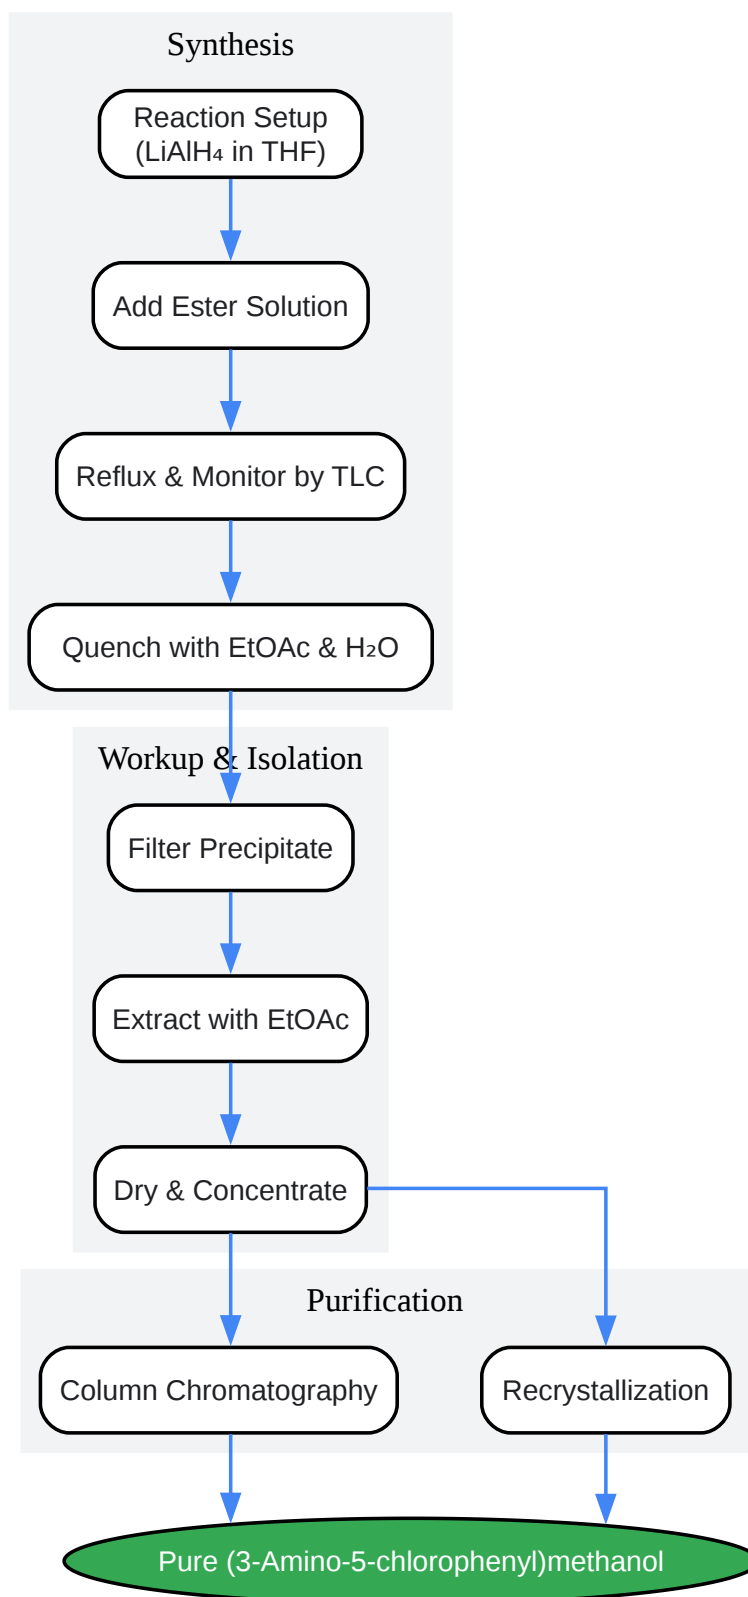 Synthesis
Reaction Setup
(LiAlH₄ in THF)
Add Ester Solution
Reflux & Monitor by TLC
Quench with EtOAc & H₂O
Workup & Isolation
Filter Precipitate
Extract with EtOAc
Dry & Concentrate
Purification
Column Chromatography
Recrystallization
Pure (3-Amino-5-chlorophenyl)methanol